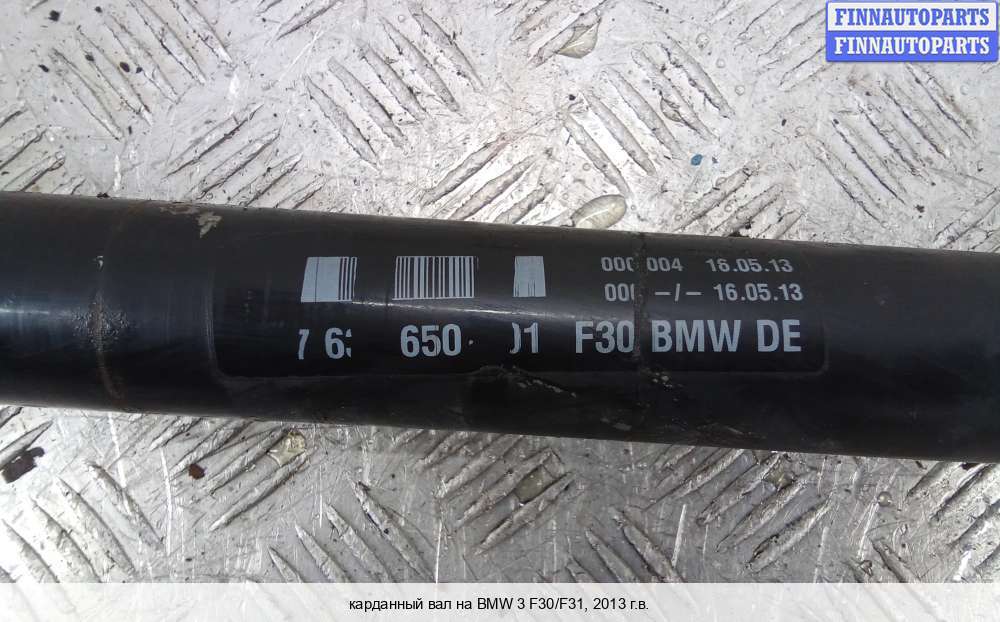 FINNAUTOPARTS
FINNAUTOPARTS
004 16.05.13
-/- 16.05.13
650 F30 BMW DE
карданный вал на BMW 3 F30/F31, 2013 г.в.